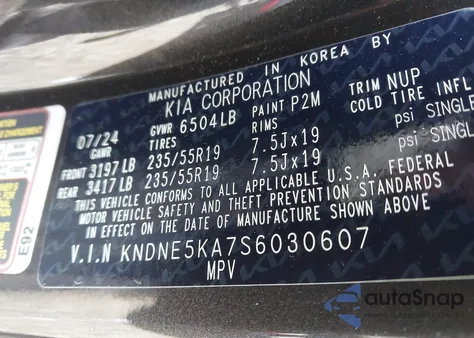 MANUFACTURED IN KOREA BY
KIA CORPORATION
07/24 GVWR 6504LB PAINT P2M TRIM NUP
GAWR TIRES RIMS COLD TIRE INFL.
FRONT 3197 LB 235/55R19 7.5Jx19 psi SINGL
REAR 3417 LB 235/55R19 7.5Jx19 psi SINGL
THIS VEHICLE CONFORMS TO ALL APPLICABLE U.S.A. FEDERAL
MOTOR VEHICLE SAFETY AND THEFT PREVENTION STANDARDS
IN EFFECT ON THE DATE OF MANUFACTURE SHOWN ABOVE
V.I.N KNDNE5KA7S6030607
MPV
E92
autoSnap